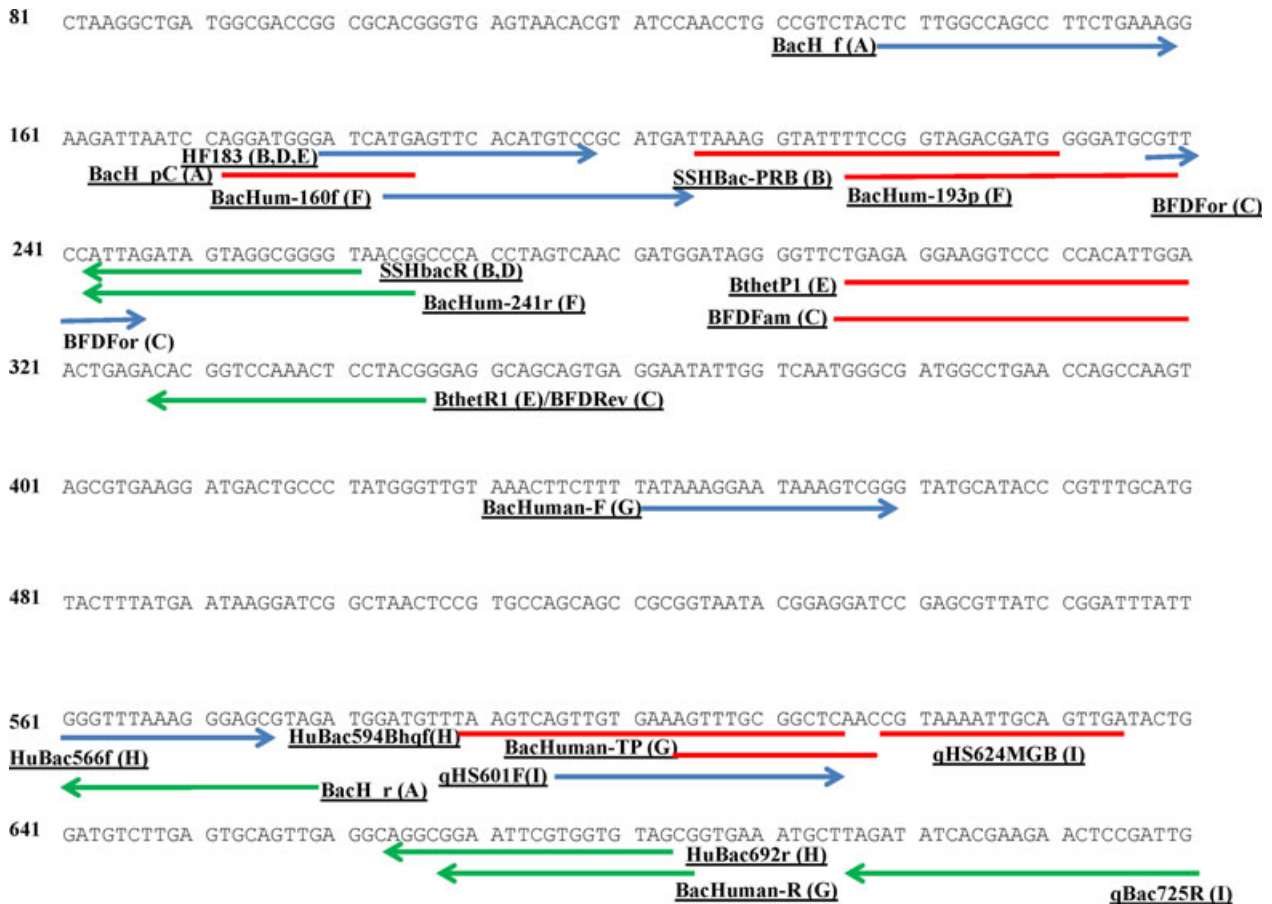 81 CTAAGGCTGA TGGCGACCGG CGCACGGGTG AGTAACACGT ATCCAACCTG CCGTCTACTC TTGGCCAGCC TTCTGAAAGG
BacH_f (A)
161 AAGATTAATC CAGGATGGGA TCATGAGTTC ACATGTCCGC ATGATTAAAG GTATTTTCCG GTAGACGATG GGGATGCGTT
HF183 (B,D,E)
BacH_pC (A)
SSHBac-PRB (B)
BacHum-160f (F)
BacHum-193p (F)
BFDFor (C)
241 CCATTAGATA GTAGGCGGGG TAACGGCCCA CCTAGTCAAC GATGGATAGG GGTTCTGAGA GGAAGGTCCC CCACATTGGA
SSHbacR (B,D)
BthetP1 (E)
BacHum-241r (F)
BFDFam (C)
BFDFor (C)
321 ACTGAGACAC GGTCCAAACT CCTACGGGAG GCAGCAGTGA GGAATATTGG TCAATGGGCG ATGGCCTGAA CCAGCCAAGT
BthetR1 (E)/BFDRev (C)
401 AGCGTGAAGG ATGACTGCCC TATGGGTTGT AAACTTCTTT TATAAAGGAA TAAAGTCGGG TATGCATACC CGTTTGCATG
BacHuman-F (G)
481 TACTTTATGA ATAAGGATCG GCTAACTCCG TGCCAGCAGC CGCGGTAATA CGGAGGATCC GAGCGTTATC CGGATTTATT
561 GGGTTTAAAG GGAGCGTAGA TGGATGTTTA AGTCAGTTGT GAAAGTTTGC GGCTCAACCG TAAAATTGCA GTTGATACTG
HuBac566f (H)
HuBac594Bhqf(H)
BacHuman-TP (G)
qHS624MGB (I)
BacH_r (A)
qHS601F(I)
641 GATGTCTTGA GTGCAGTTGA GGCAGGCGGA ATTCGTGGTG TAGCGGTGAA ATGCTTAGAT ATCACGAAGA ACTCCGATTG
HuBac692r (H)
BacHuman-R (G)
qBac725R (I)